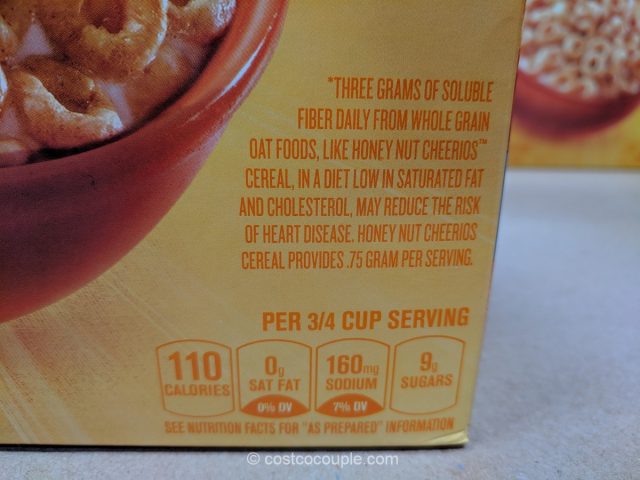 *THREE GRAMS OF SOLUBLE
FIBER DAILY FROM WHOLE GRAIN
OAT FOODS, LIKE HONEY NUT CHEERIOS™
CEREAL, IN A DIET LOW IN SATURATED FAT
AND CHOLESTEROL, MAY REDUCE THE RISK
OF HEART DISEASE. HONEY NUT CHEERIOS
CEREAL PROVIDES .75 GRAM PER SERVING.
PER 3/4 CUP SERVING
110 CALORIES
0g SAT FAT 0% DV
160mg SODIUM 7% DV
9g SUGARS
SEE NUTRITION FACTS FOR "AS PREPARED" INFORMATION
© costcocouple.com